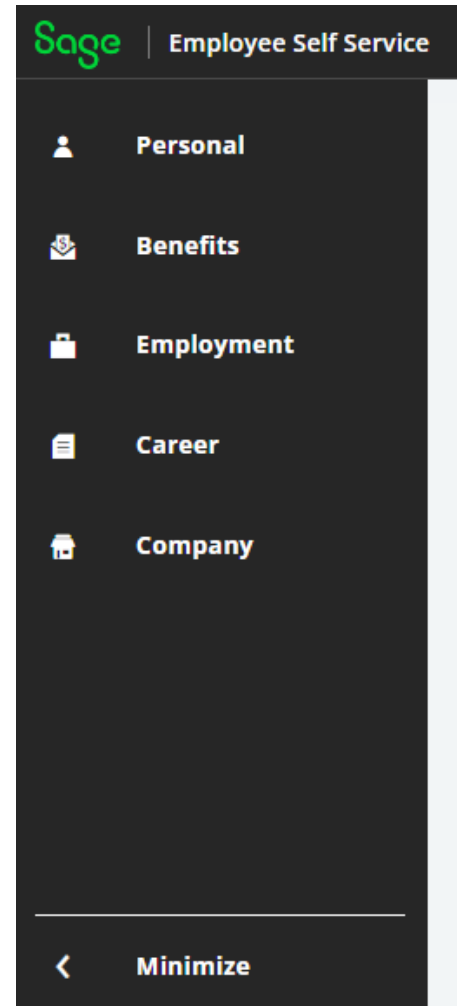 Sage | Employee Self Service
Personal
Benefits
Employment
Career
Company
Minimize